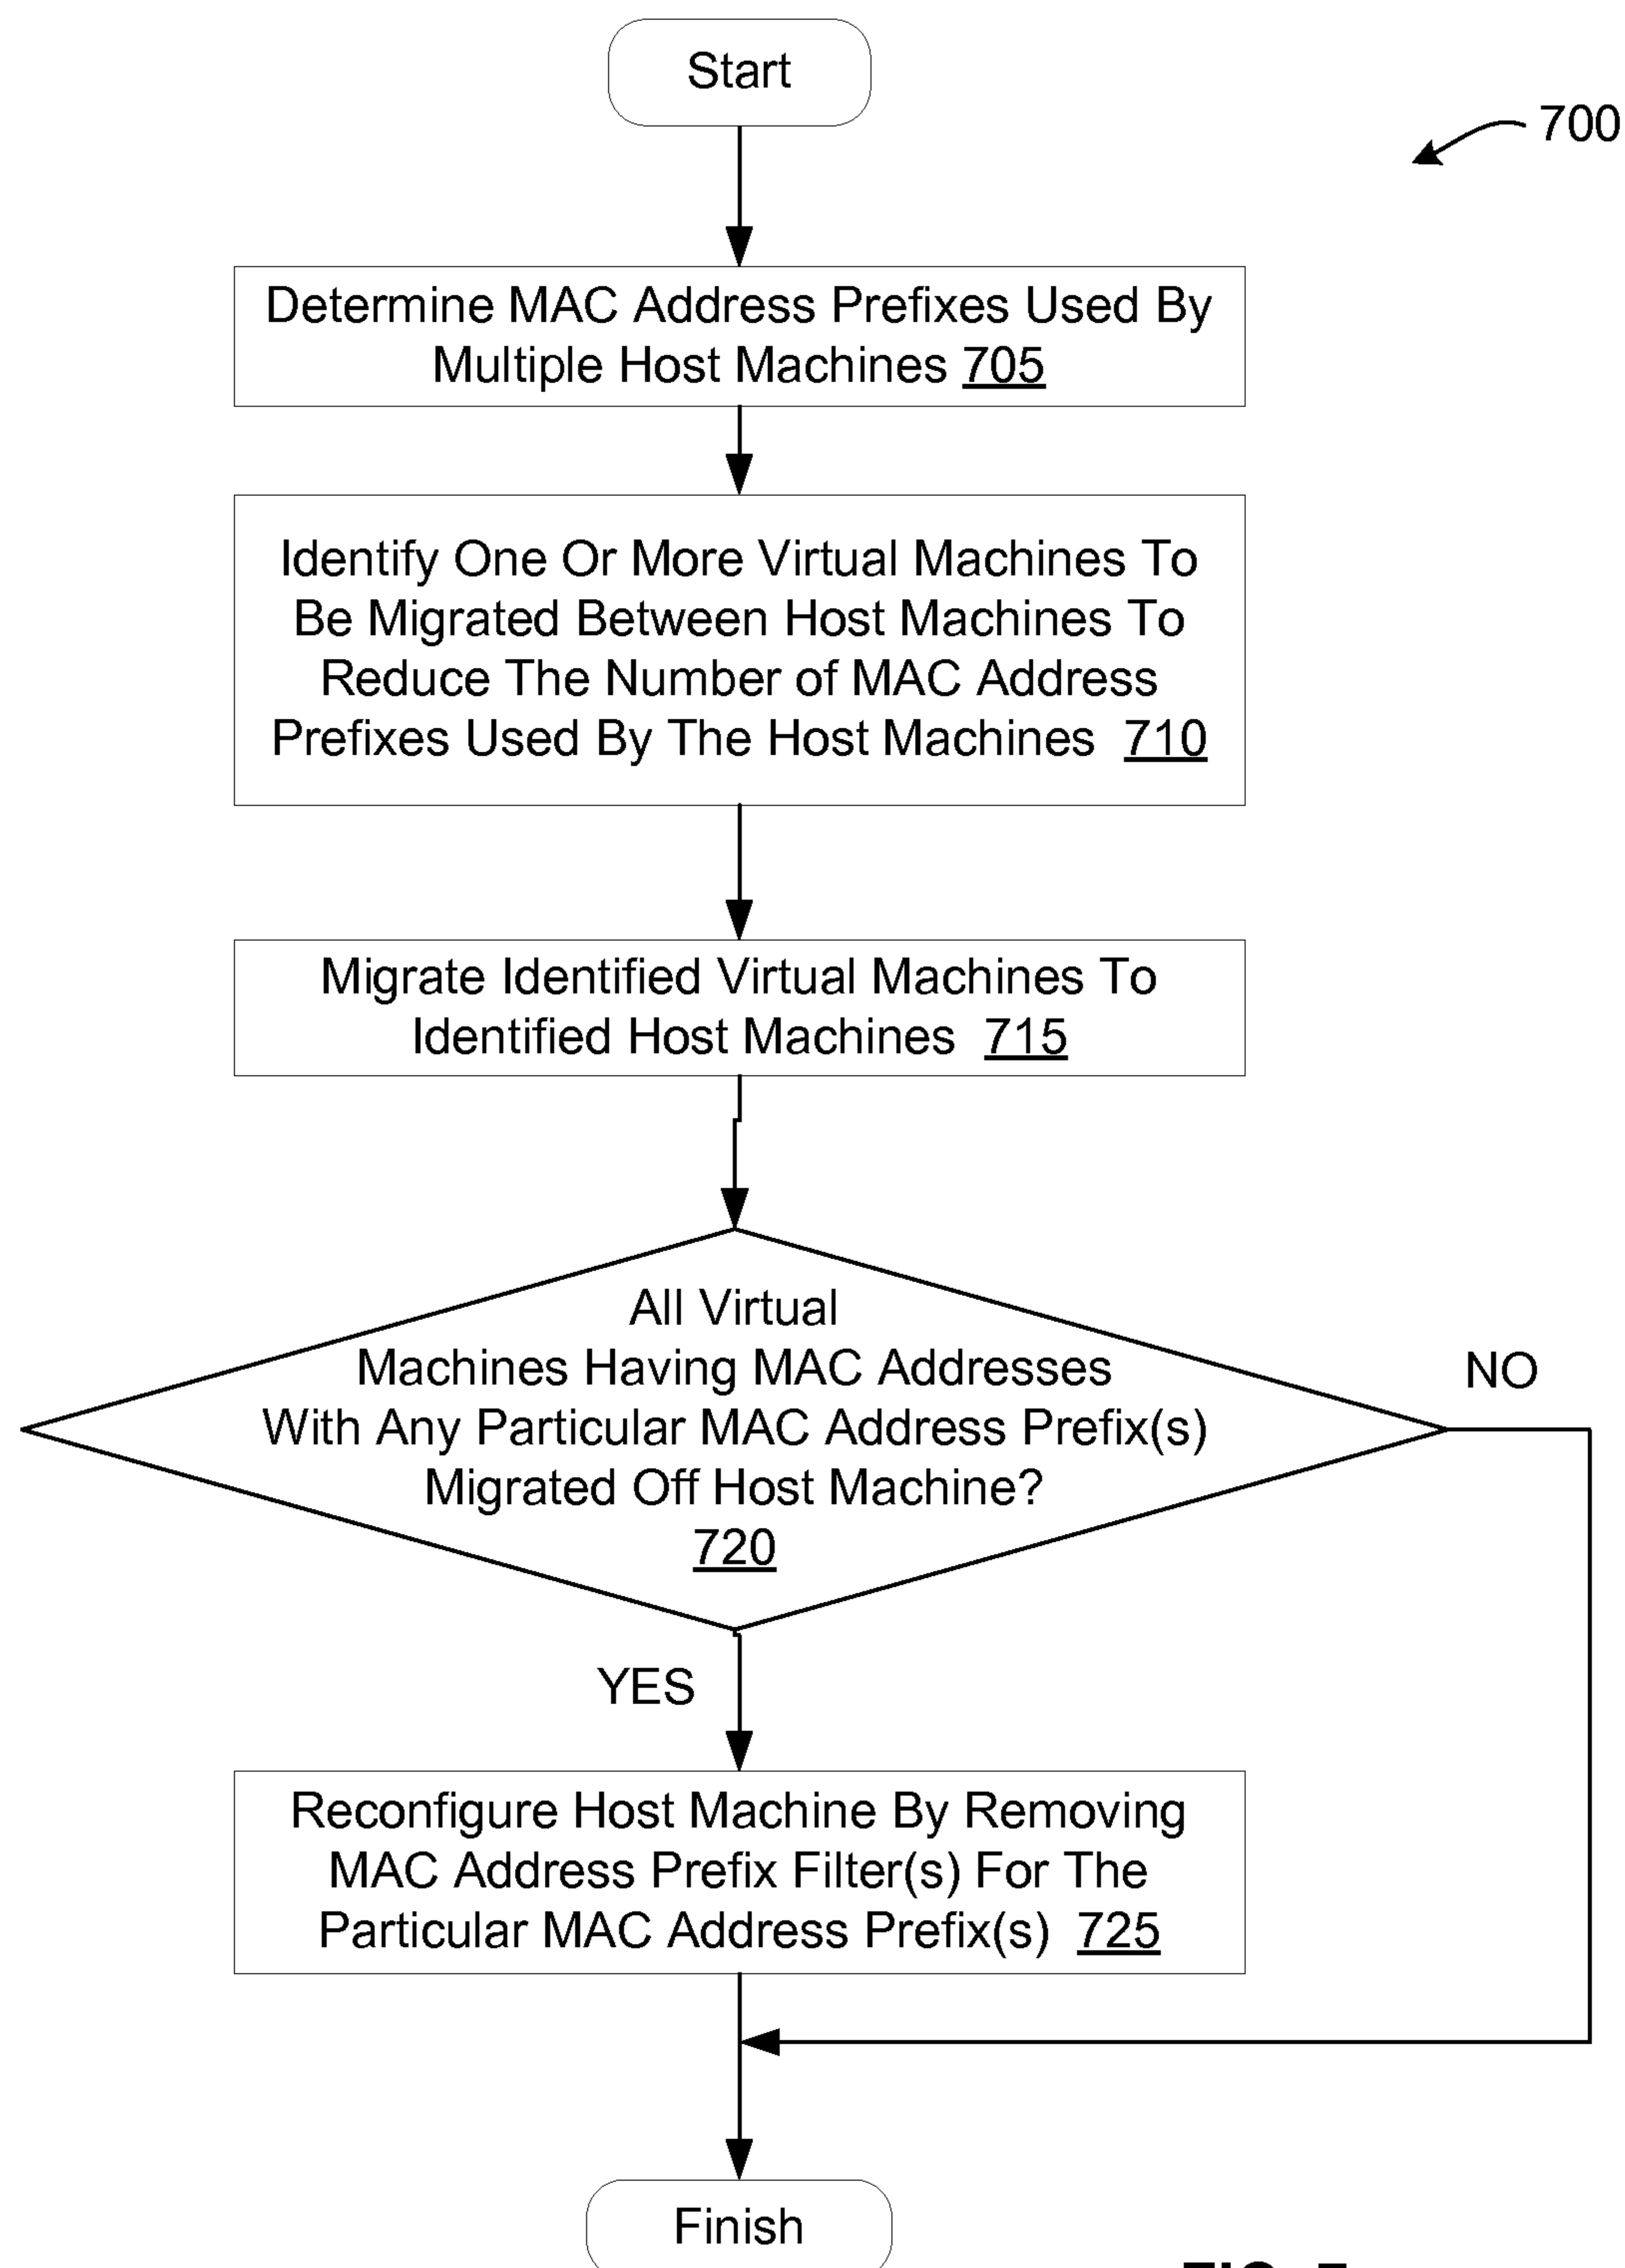 Start
700
Determine MAC Address Prefixes Used By
Multiple Host Machines 705
Identify One Or More Virtual Machines To
Be Migrated Between Host Machines To
Reduce The Number of MAC Address
Prefixes Used By The Host Machines 710
Migrate Identified Virtual Machines To
Identified Host Machines 715
All Virtual
Machines Having MAC Addresses
With Any Particular MAC Address Prefix(s)
Migrated Off Host Machine?
720
NO
YES
Reconfigure Host Machine By Removing
MAC Address Prefix Filter(s) For The
Particular MAC Address Prefix(s) 725
Finish